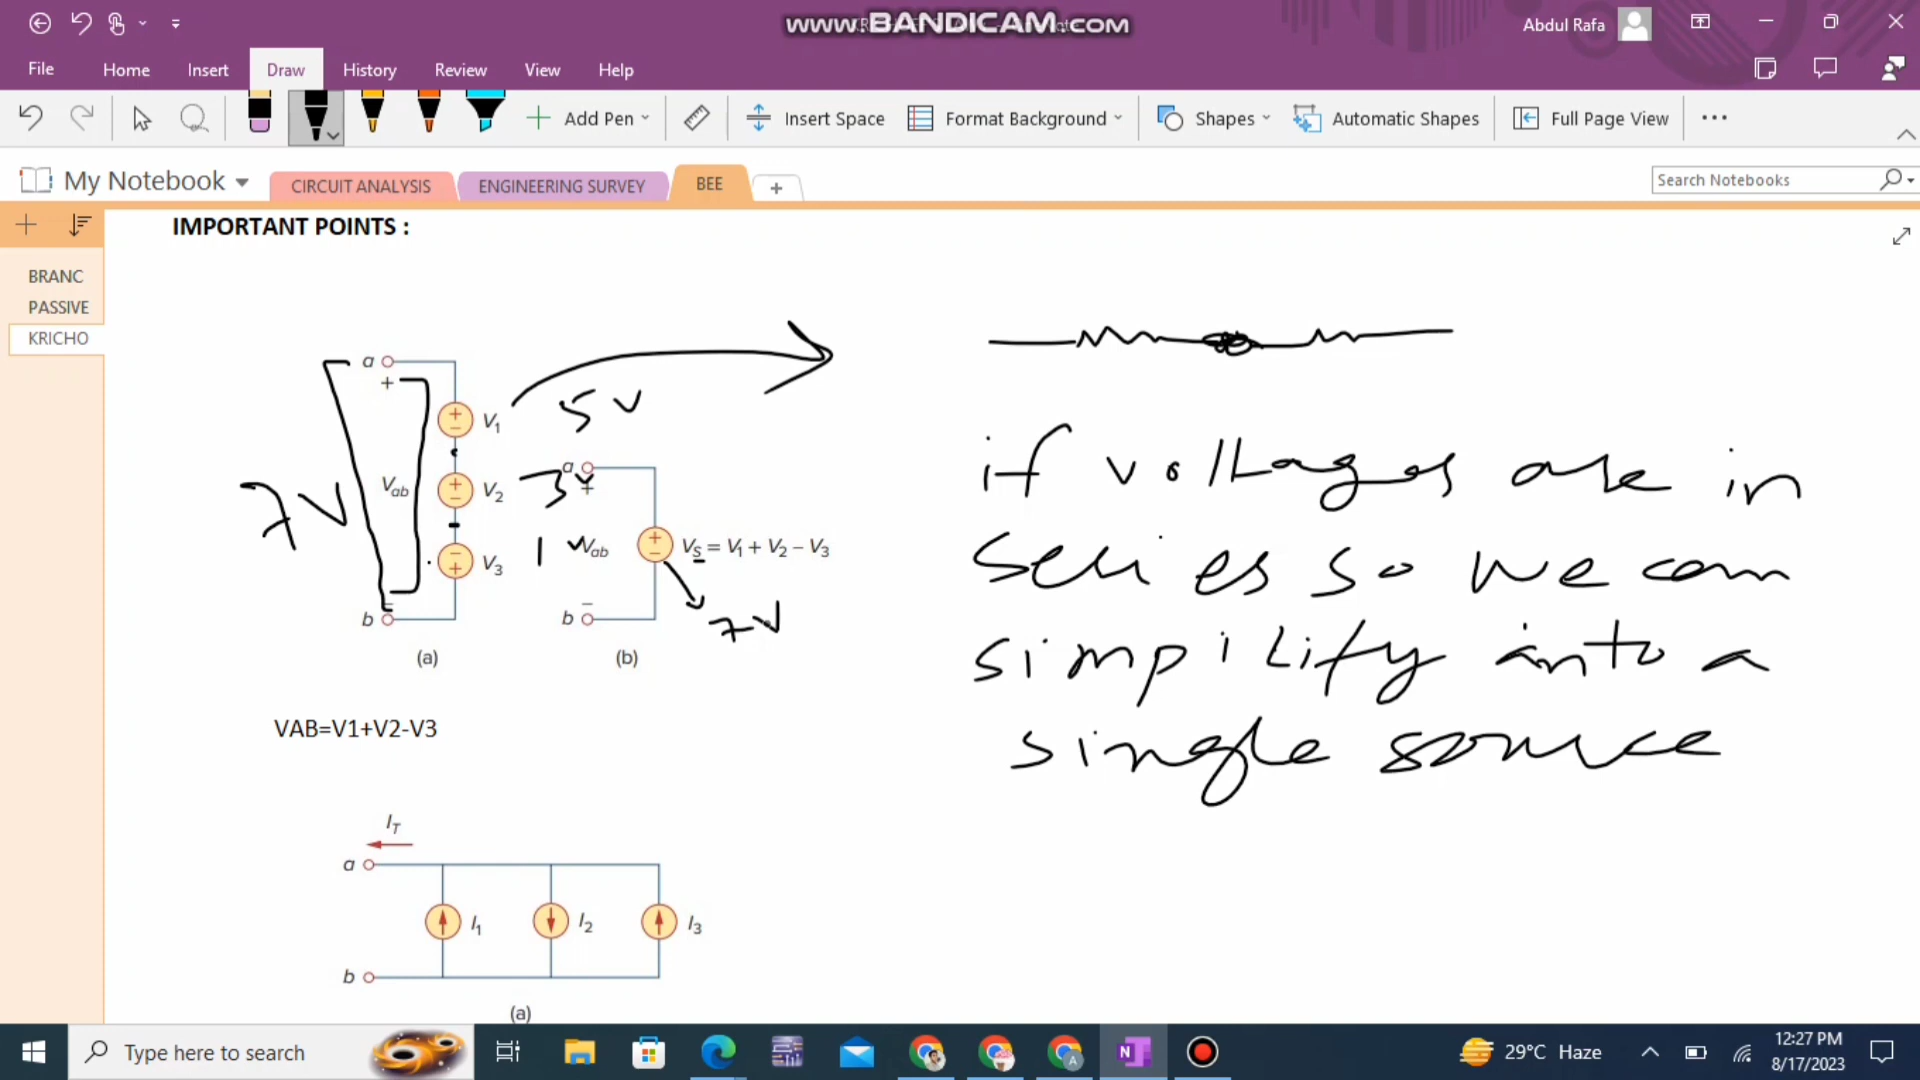 www.BANDICAM.com
Abdul Rafa
File Home Insert Draw History Review View Help
Add Pen Insert Space Format Background Shapes Automatic Shapes Full Page View
My Notebook CIRCUIT ANALYSIS ENGINEERING SURVEY BEE
Search Notebooks
IMPORTANT POINTS :
BRANC
PASSIVE
KRICHO
a
+
V1
5 V
Vab
7V
V2
3V
V3
1 V
−
b
(a)
a
+
Vab
VS = V1 + V2 − V3
7V
−
b
(b)
if voltages are in
series so we can
simpilify into a
single source
VAB=V1+V2-V3
IT
a
I1 I2 I3
b
(a)
Type here to search
29°C Haze
12:27 PM
8/17/2023